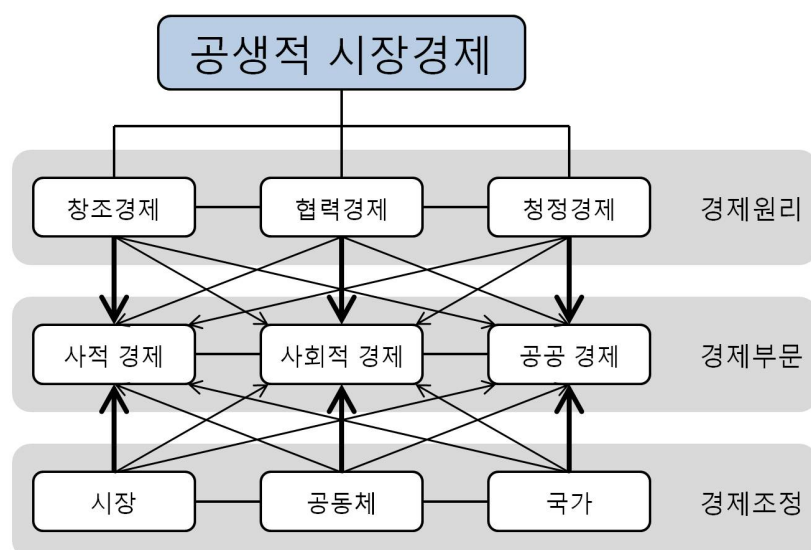 공생적 시장경제
창조경제 협력경제 청정경제 경제원리
사적 경제 사회적 경제 공공 경제 경제부문
시장 공동체 국가 경제조정